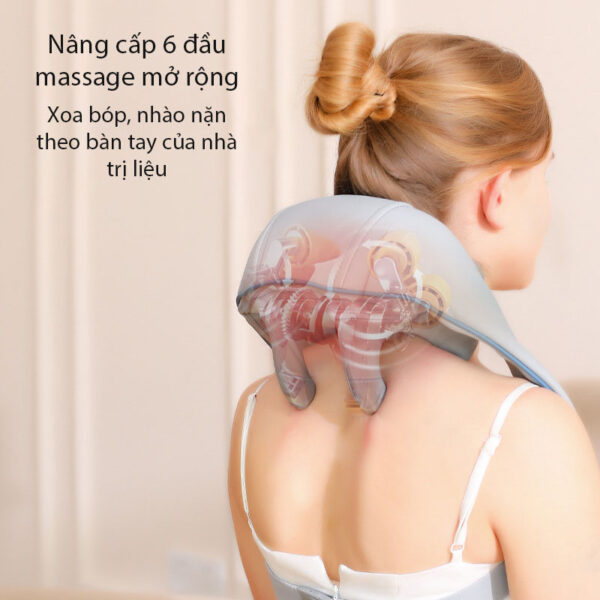 Nâng cấp 6 đầu
massage mở rộng
Xoa bóp, nhào nặn
theo bàn tay của nhà
trị liệu